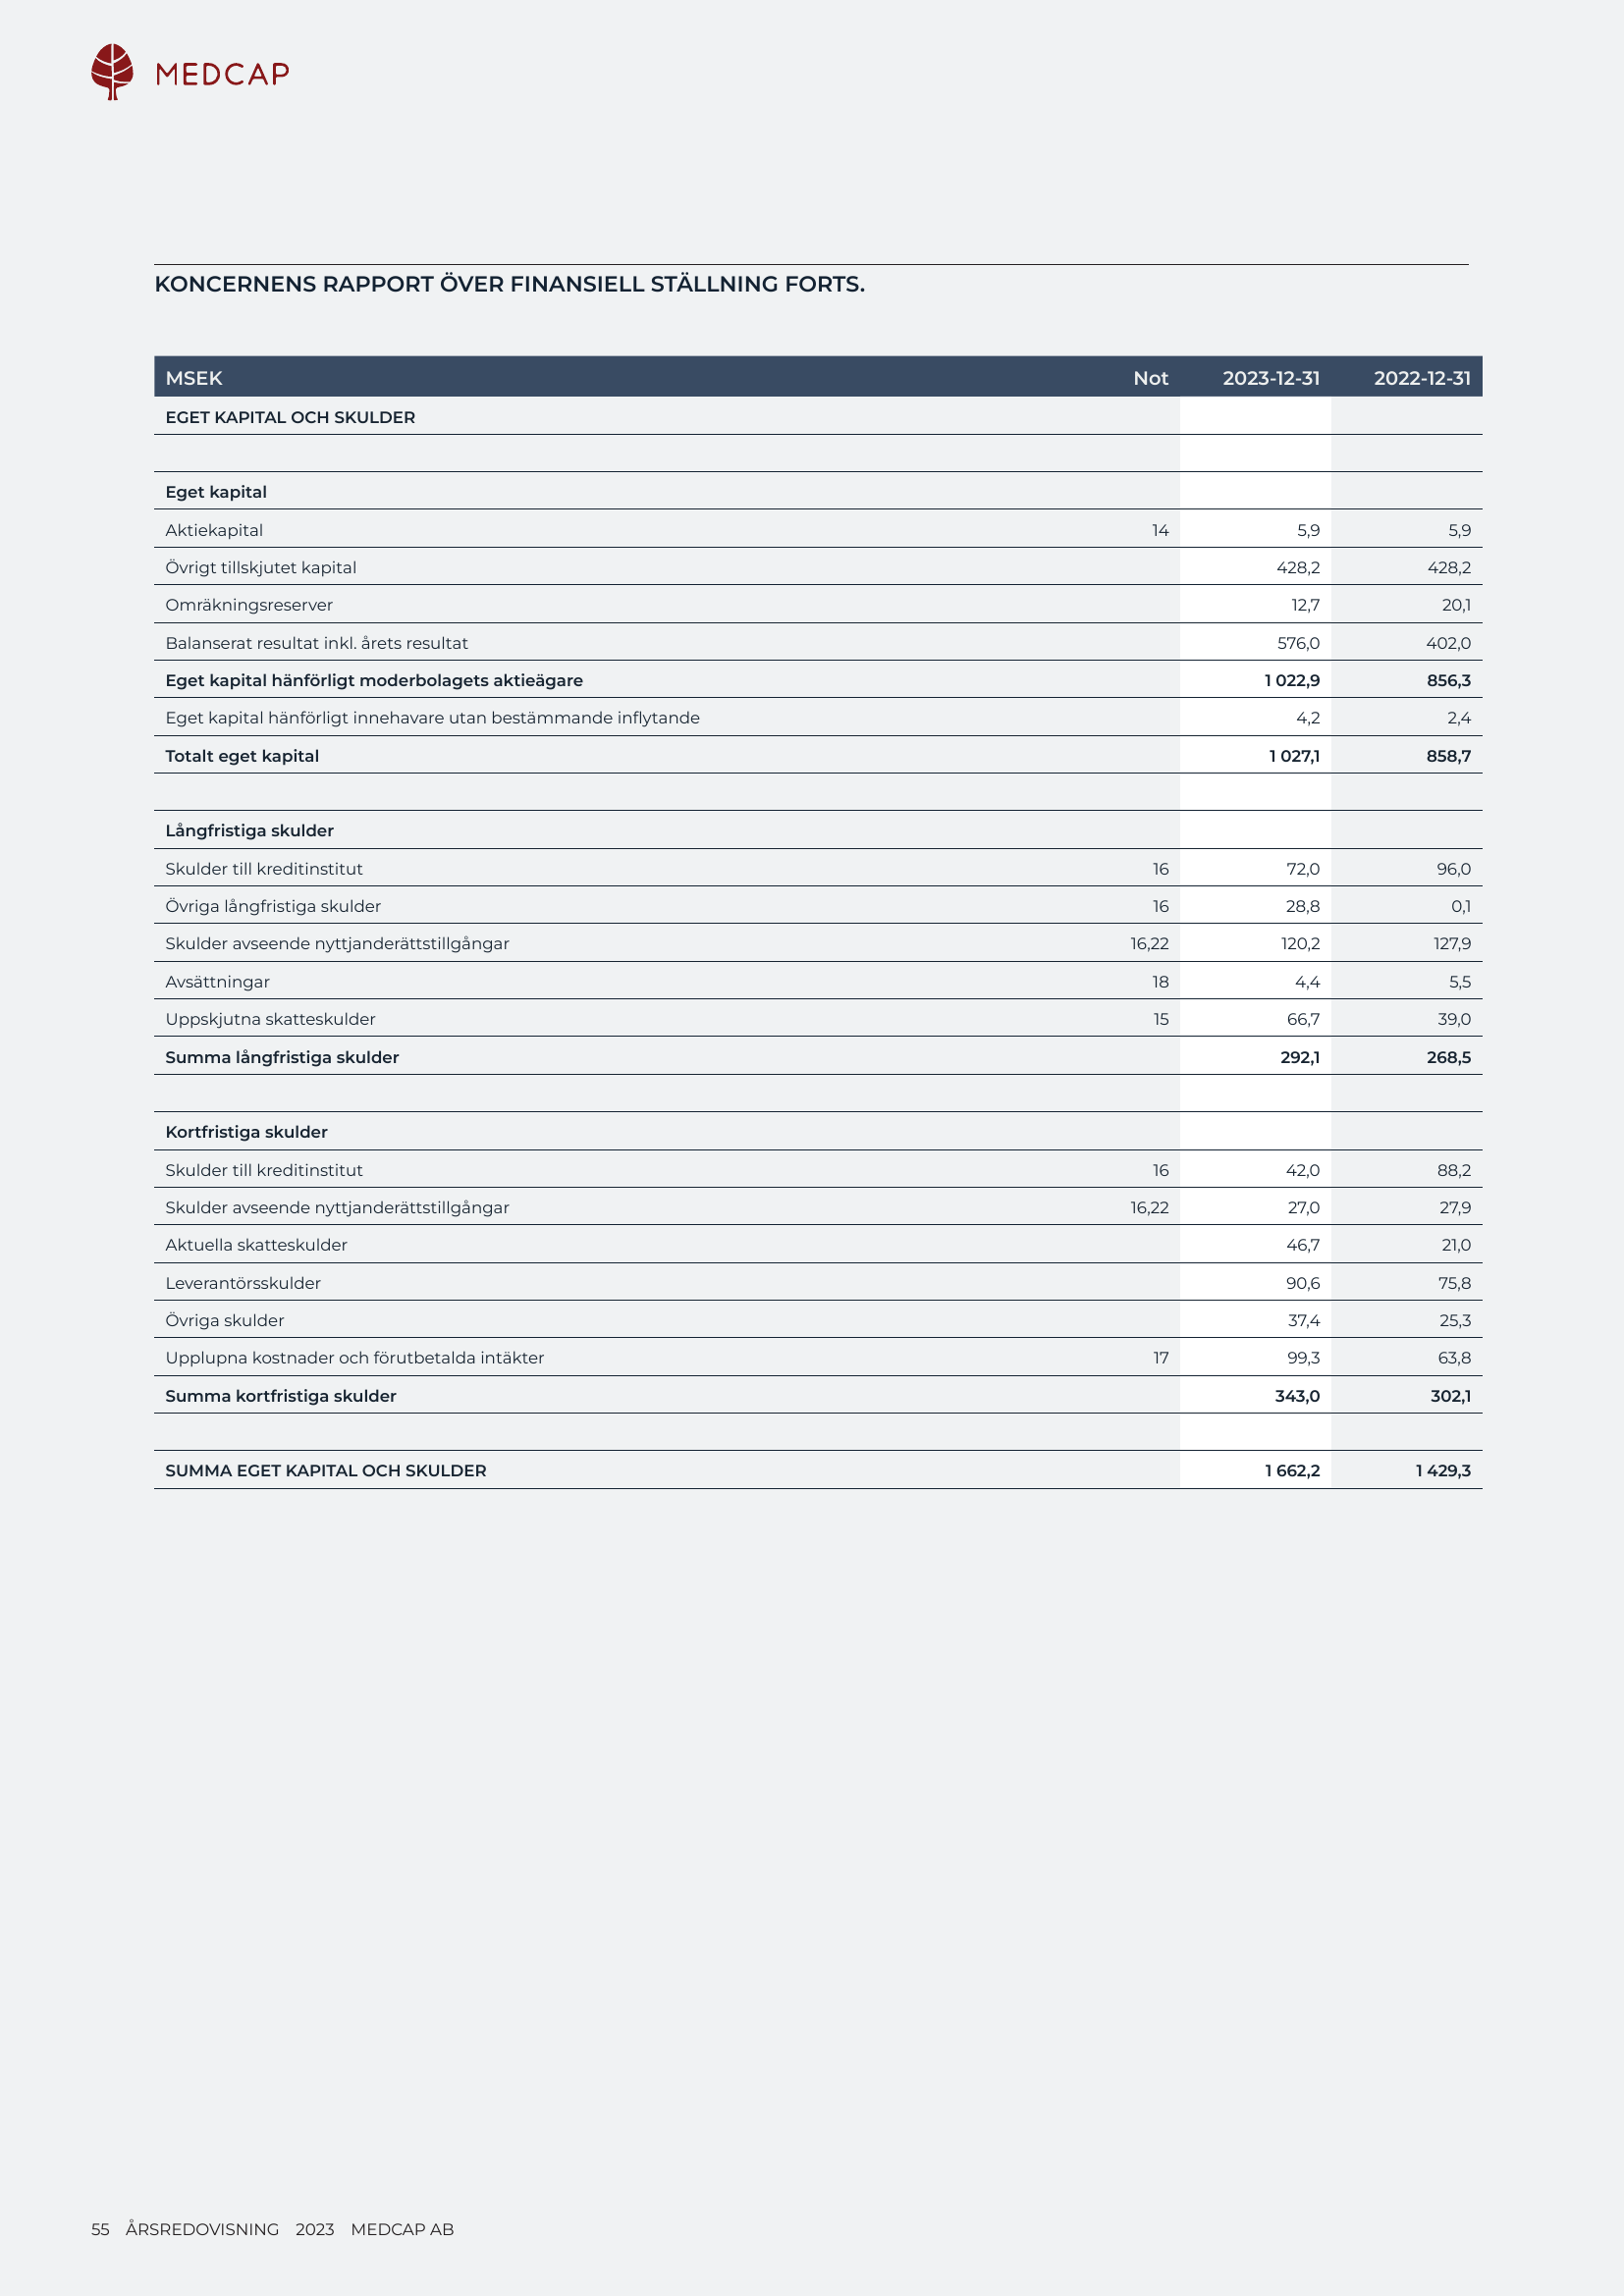 MEDCAP
KONCERNENS RAPPORT ÖVER FINANSIELL STÄLLNING FORTS.
MSEK Not 2023-12-31 2022-12-31
EGET KAPITAL OCH SKULDER
Eget kapital
Aktiekapital 14 5,9 5,9
Övrigt tillskjutet kapital 428,2 428,2
Omräkningsreserver 12,7 20,1
Balanserat resultat inkl. årets resultat 576,0 402,0
Eget kapital hänförligt moderbolagets aktieägare 1 022,9 856,3
Eget kapital hänförligt innehavare utan bestämmande inflytande 4,2 2,4
Totalt eget kapital 1 027,1 858,7
Långfristiga skulder
Skulder till kreditinstitut 16 72,0 96,0
Övriga långfristiga skulder 16 28,8 0,1
Skulder avseende nyttjanderättstillgångar 16,22 120,2 127,9
Avsättningar 18 4,4 5,5
Uppskjutna skatteskulder 15 66,7 39,0
Summa långfristiga skulder 292,1 268,5
Kortfristiga skulder
Skulder till kreditinstitut 16 42,0 88,2
Skulder avseende nyttjanderättstillgångar 16,22 27,0 27,9
Aktuella skatteskulder 46,7 21,0
Leverantörsskulder 90,6 75,8
Övriga skulder 37,4 25,3
Upplupna kostnader och förutbetalda intäkter 17 99,3 63,8
Summa kortfristiga skulder 343,0 302,1
SUMMA EGET KAPITAL OCH SKULDER 1 662,2 1 429,3
55 ÅRSREDOVISNING 2023 MEDCAP AB